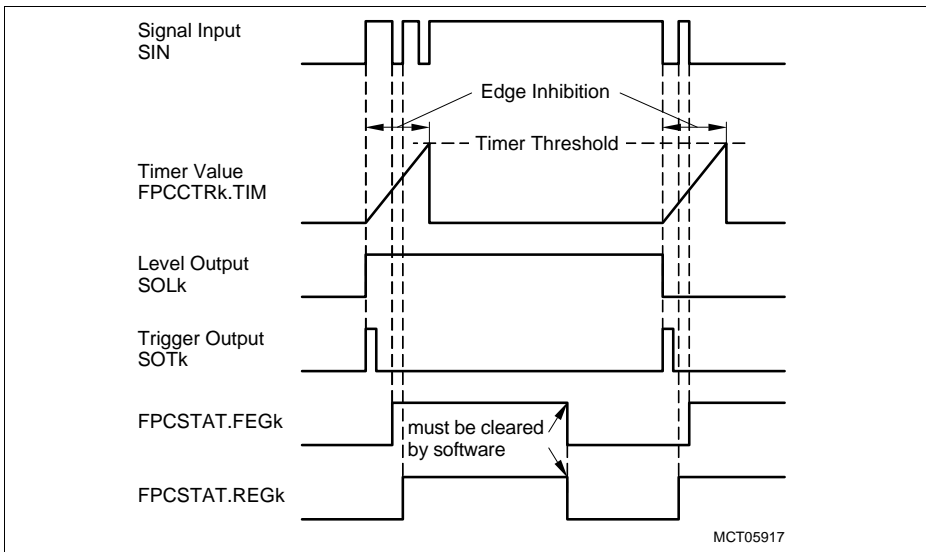 Signal Input
SIN
Edge Inhibition
Timer Threshold
Timer Value
FPCCTRk.TIM
Level Output
SOLk
Trigger Output
SOTk
FPCSTAT.FEGk
must be cleared
by software
FPCSTAT.REGk
MCT05917